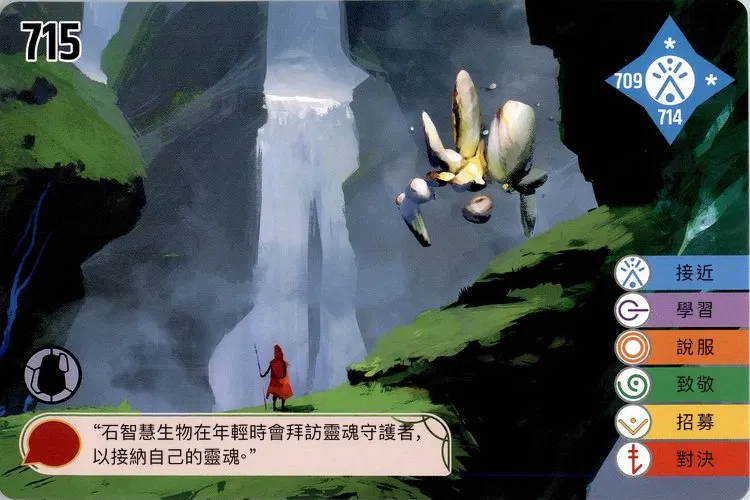 715
*
709 *
714
接近
學習
說服
致敬
招募
對決
“石智慧生物在年輕時會拜訪靈魂守護者，
以接納自己的靈魂。”